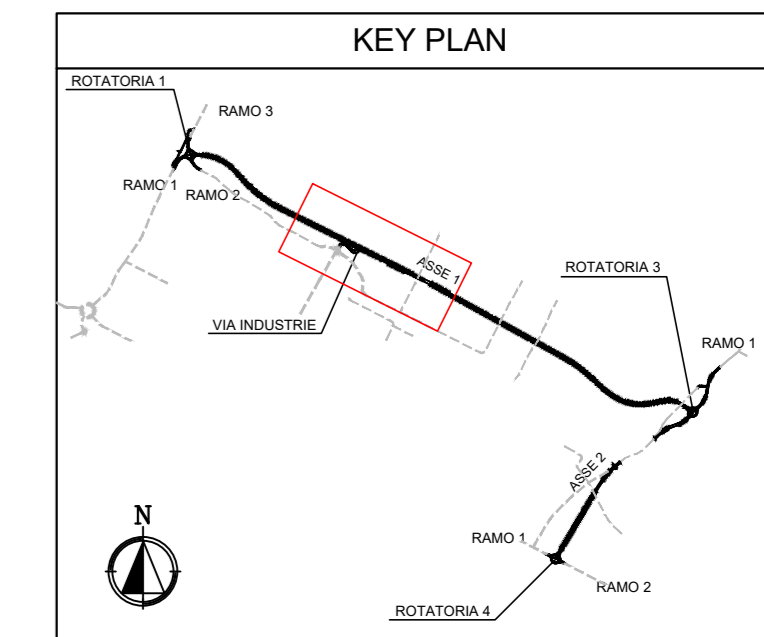 KEY PLAN
ROTATORIA 1
RAMO 3
RAMO 1
RAMO 2
ASSE 1
ROTATORIA 3
VIA INDUSTRIE
RAMO 1
ASSE 2
N
RAMO 1
RAMO 2
ROTATORIA 4